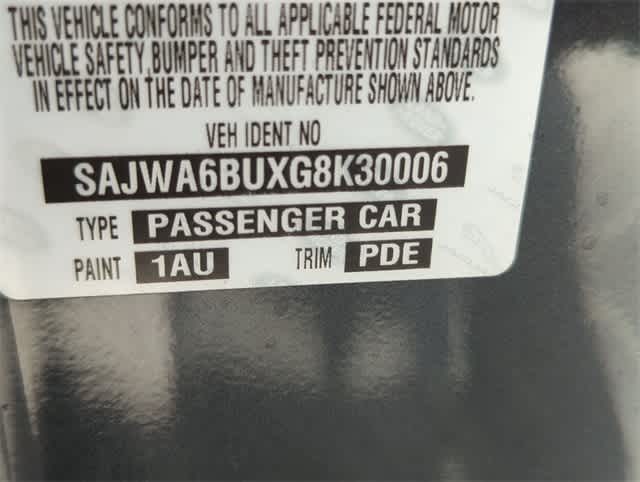 THIS VEHICLE CONFORMS TO ALL APPLICABLE FEDERAL MOTOR
VEHICLE SAFETY, BUMPER AND THEFT PREVENTION STANDARDS
IN EFFECT ON THE DATE OF MANUFACTURE SHOWN ABOVE.
VEH IDENT NO
SAJWA6BUXG8K30006
TYPE PASSENGER CAR
PAINT 1AU TRIM PDE